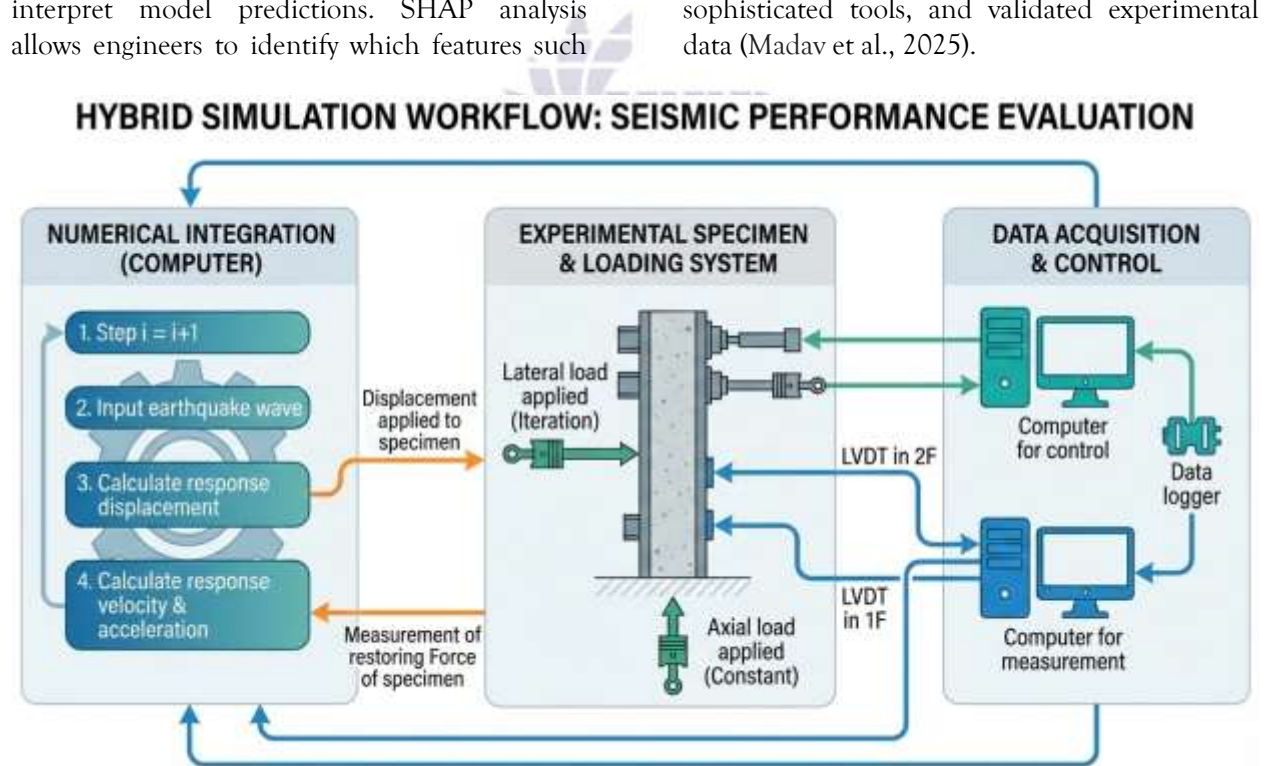 interpret model predictions. SHAP analysis
allows engineers to identify which features such
sophisticated tools, and validated experimental
data (Madav et al., 2025).
HYBRID SIMULATION WORKFLOW: SEISMIC PERFORMANCE EVALUATION
NUMERICAL INTEGRATION
(COMPUTER)
1. Step i = i+1
2. Input earthquake wave
3. Calculate response
displacement
4. Calculate response
velocity &
acceleration
Displacement
applied to
specimen
Measurement of
restoring Force
of specimen
EXPERIMENTAL SPECIMEN
& LOADING SYSTEM
Lateral load
applied
(Iteration)
Axial load
applied
(Constant)
LVDT in 2F
LVDT
in 1F
DATA ACQUISITION
& CONTROL
Computer
for control
Data
logger
Computer for
measurement